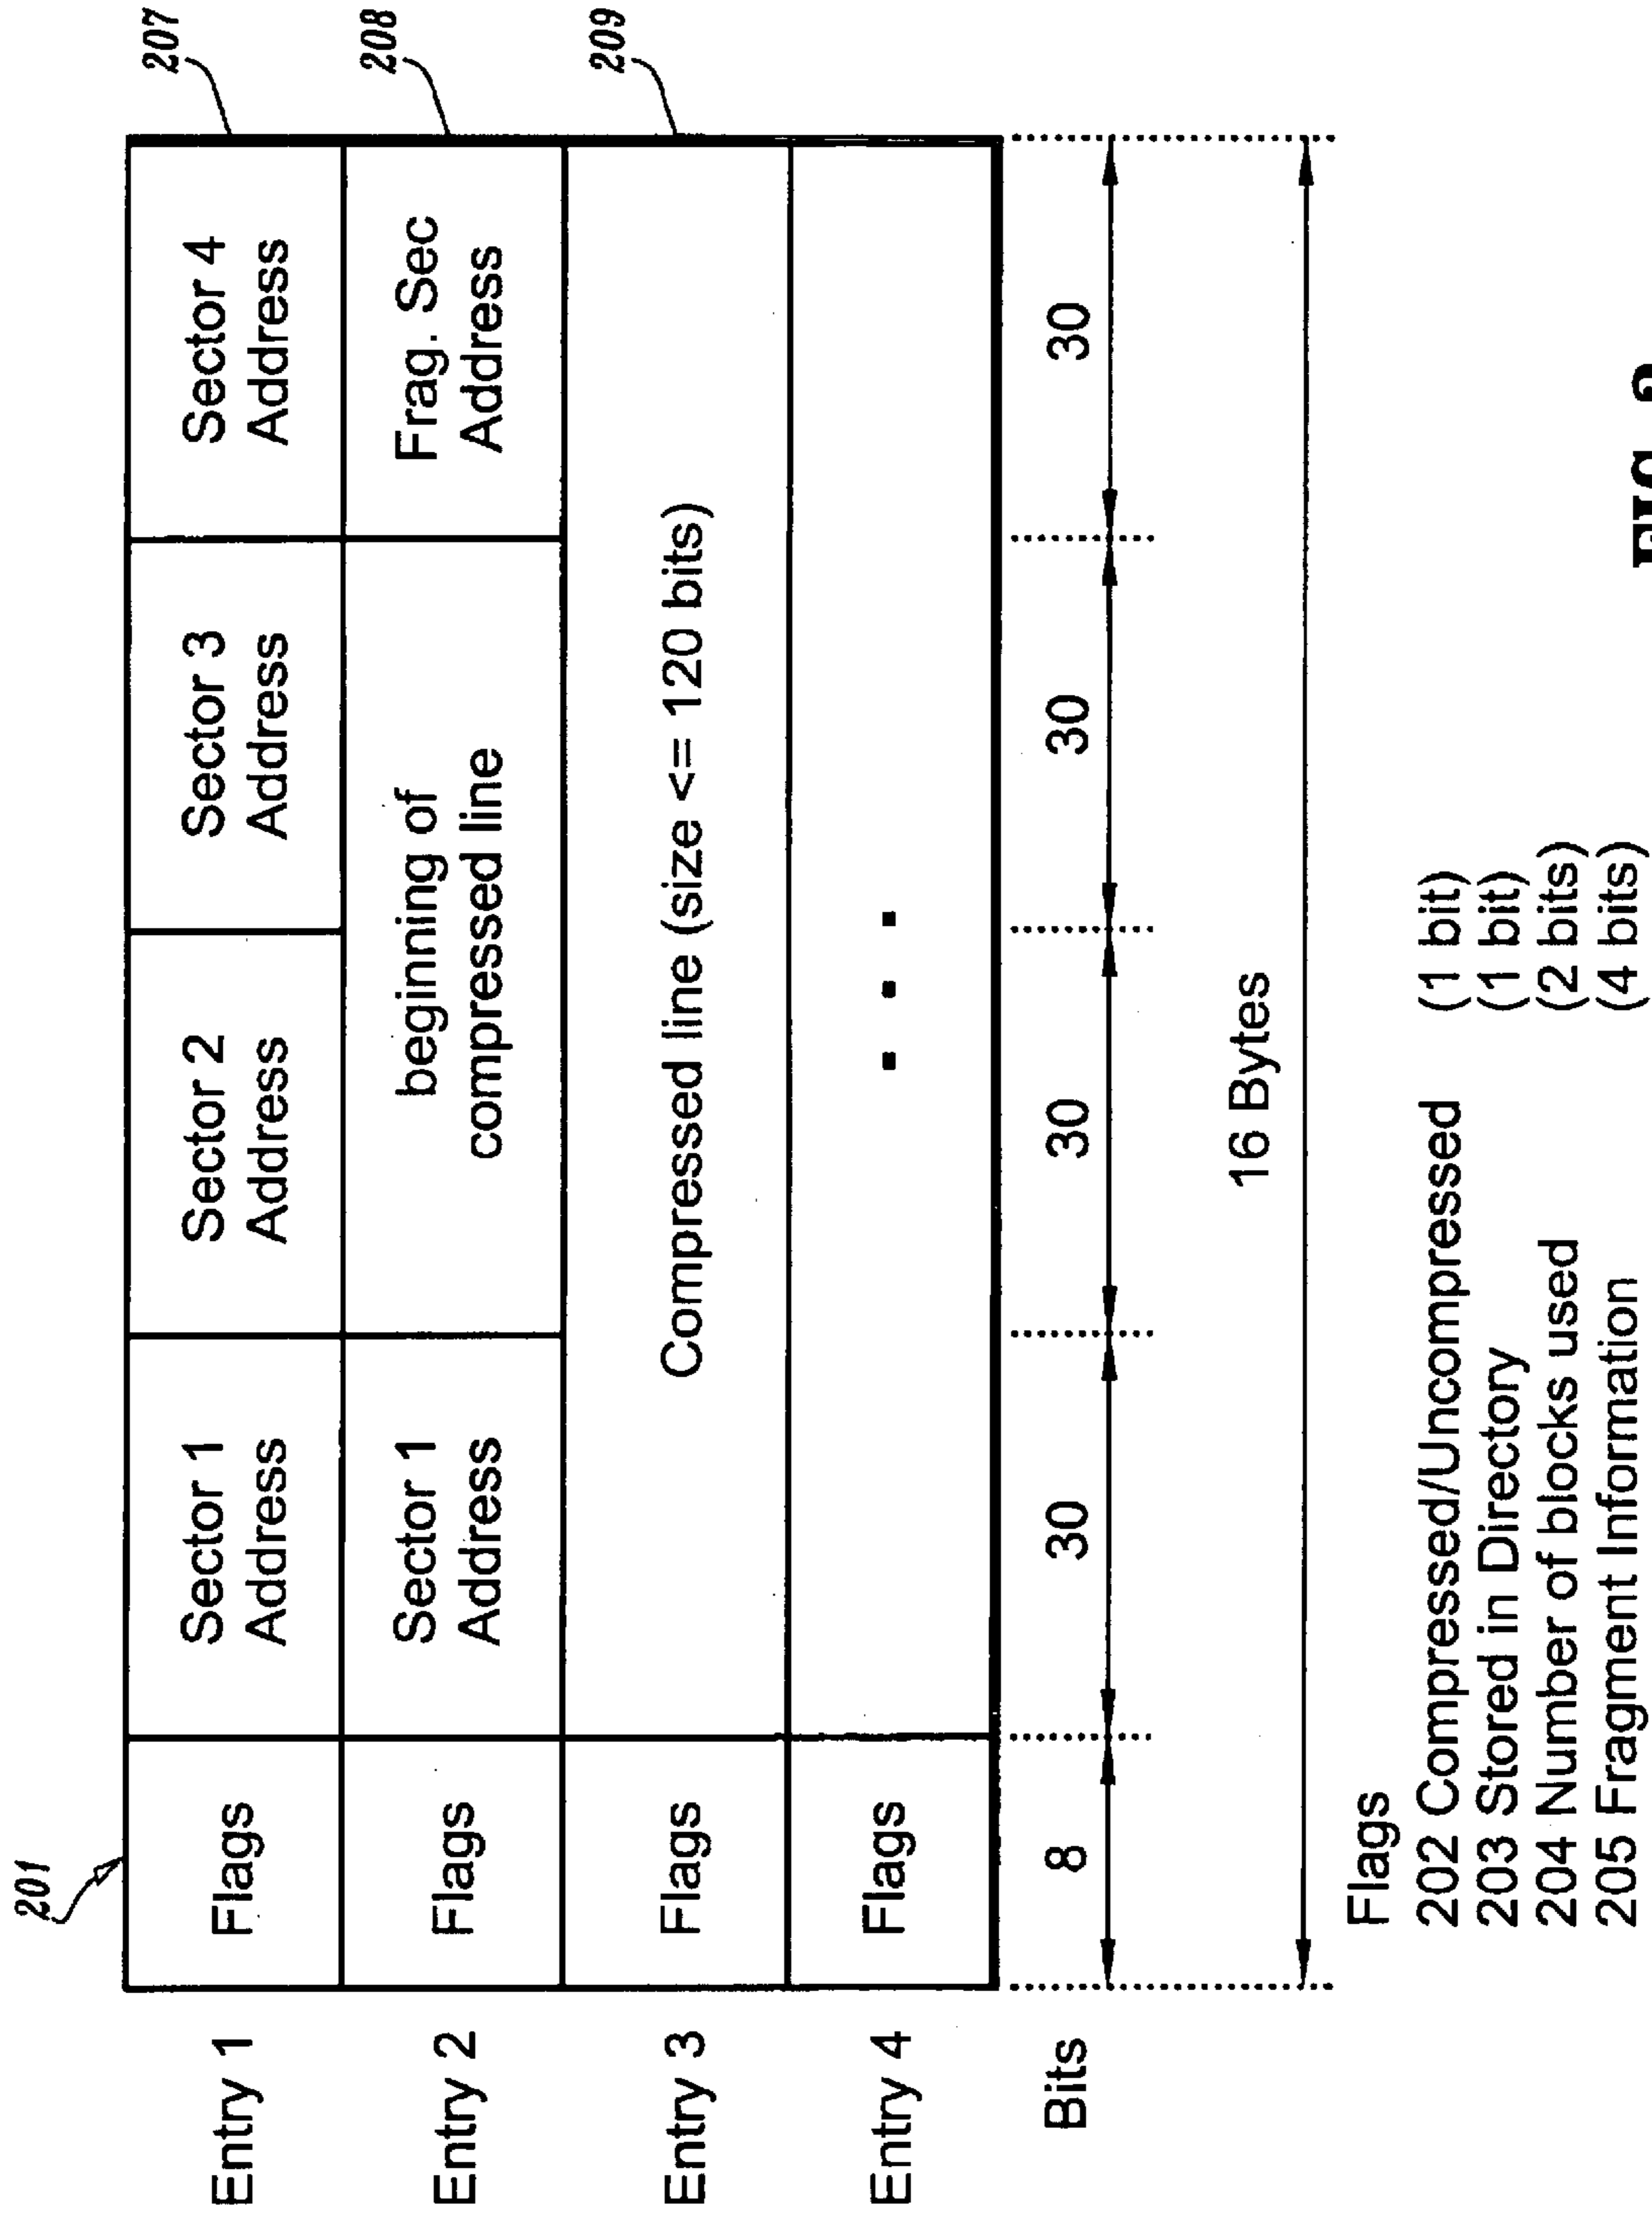 201
207
208
209
Entry 1
Flags
Sector 1
Address
Sector 2
Address
Sector 3
Address
Sector 4
Address
Entry 2
Flags
Sector 1
Address
beginning of
compressed line
Frag. Sec
Address
Entry 3
Flags
Compressed line (size <= 120 bits)
Entry 4
Flags
. . .
Bits
8
30
30
30
30
16 Bytes
Flags
202 Compressed/Uncompressed (1 bit)
203 Stored in Directory (1 bit)
204 Number of blocks used (2 bits)
205 Fragment Information (4 bits)